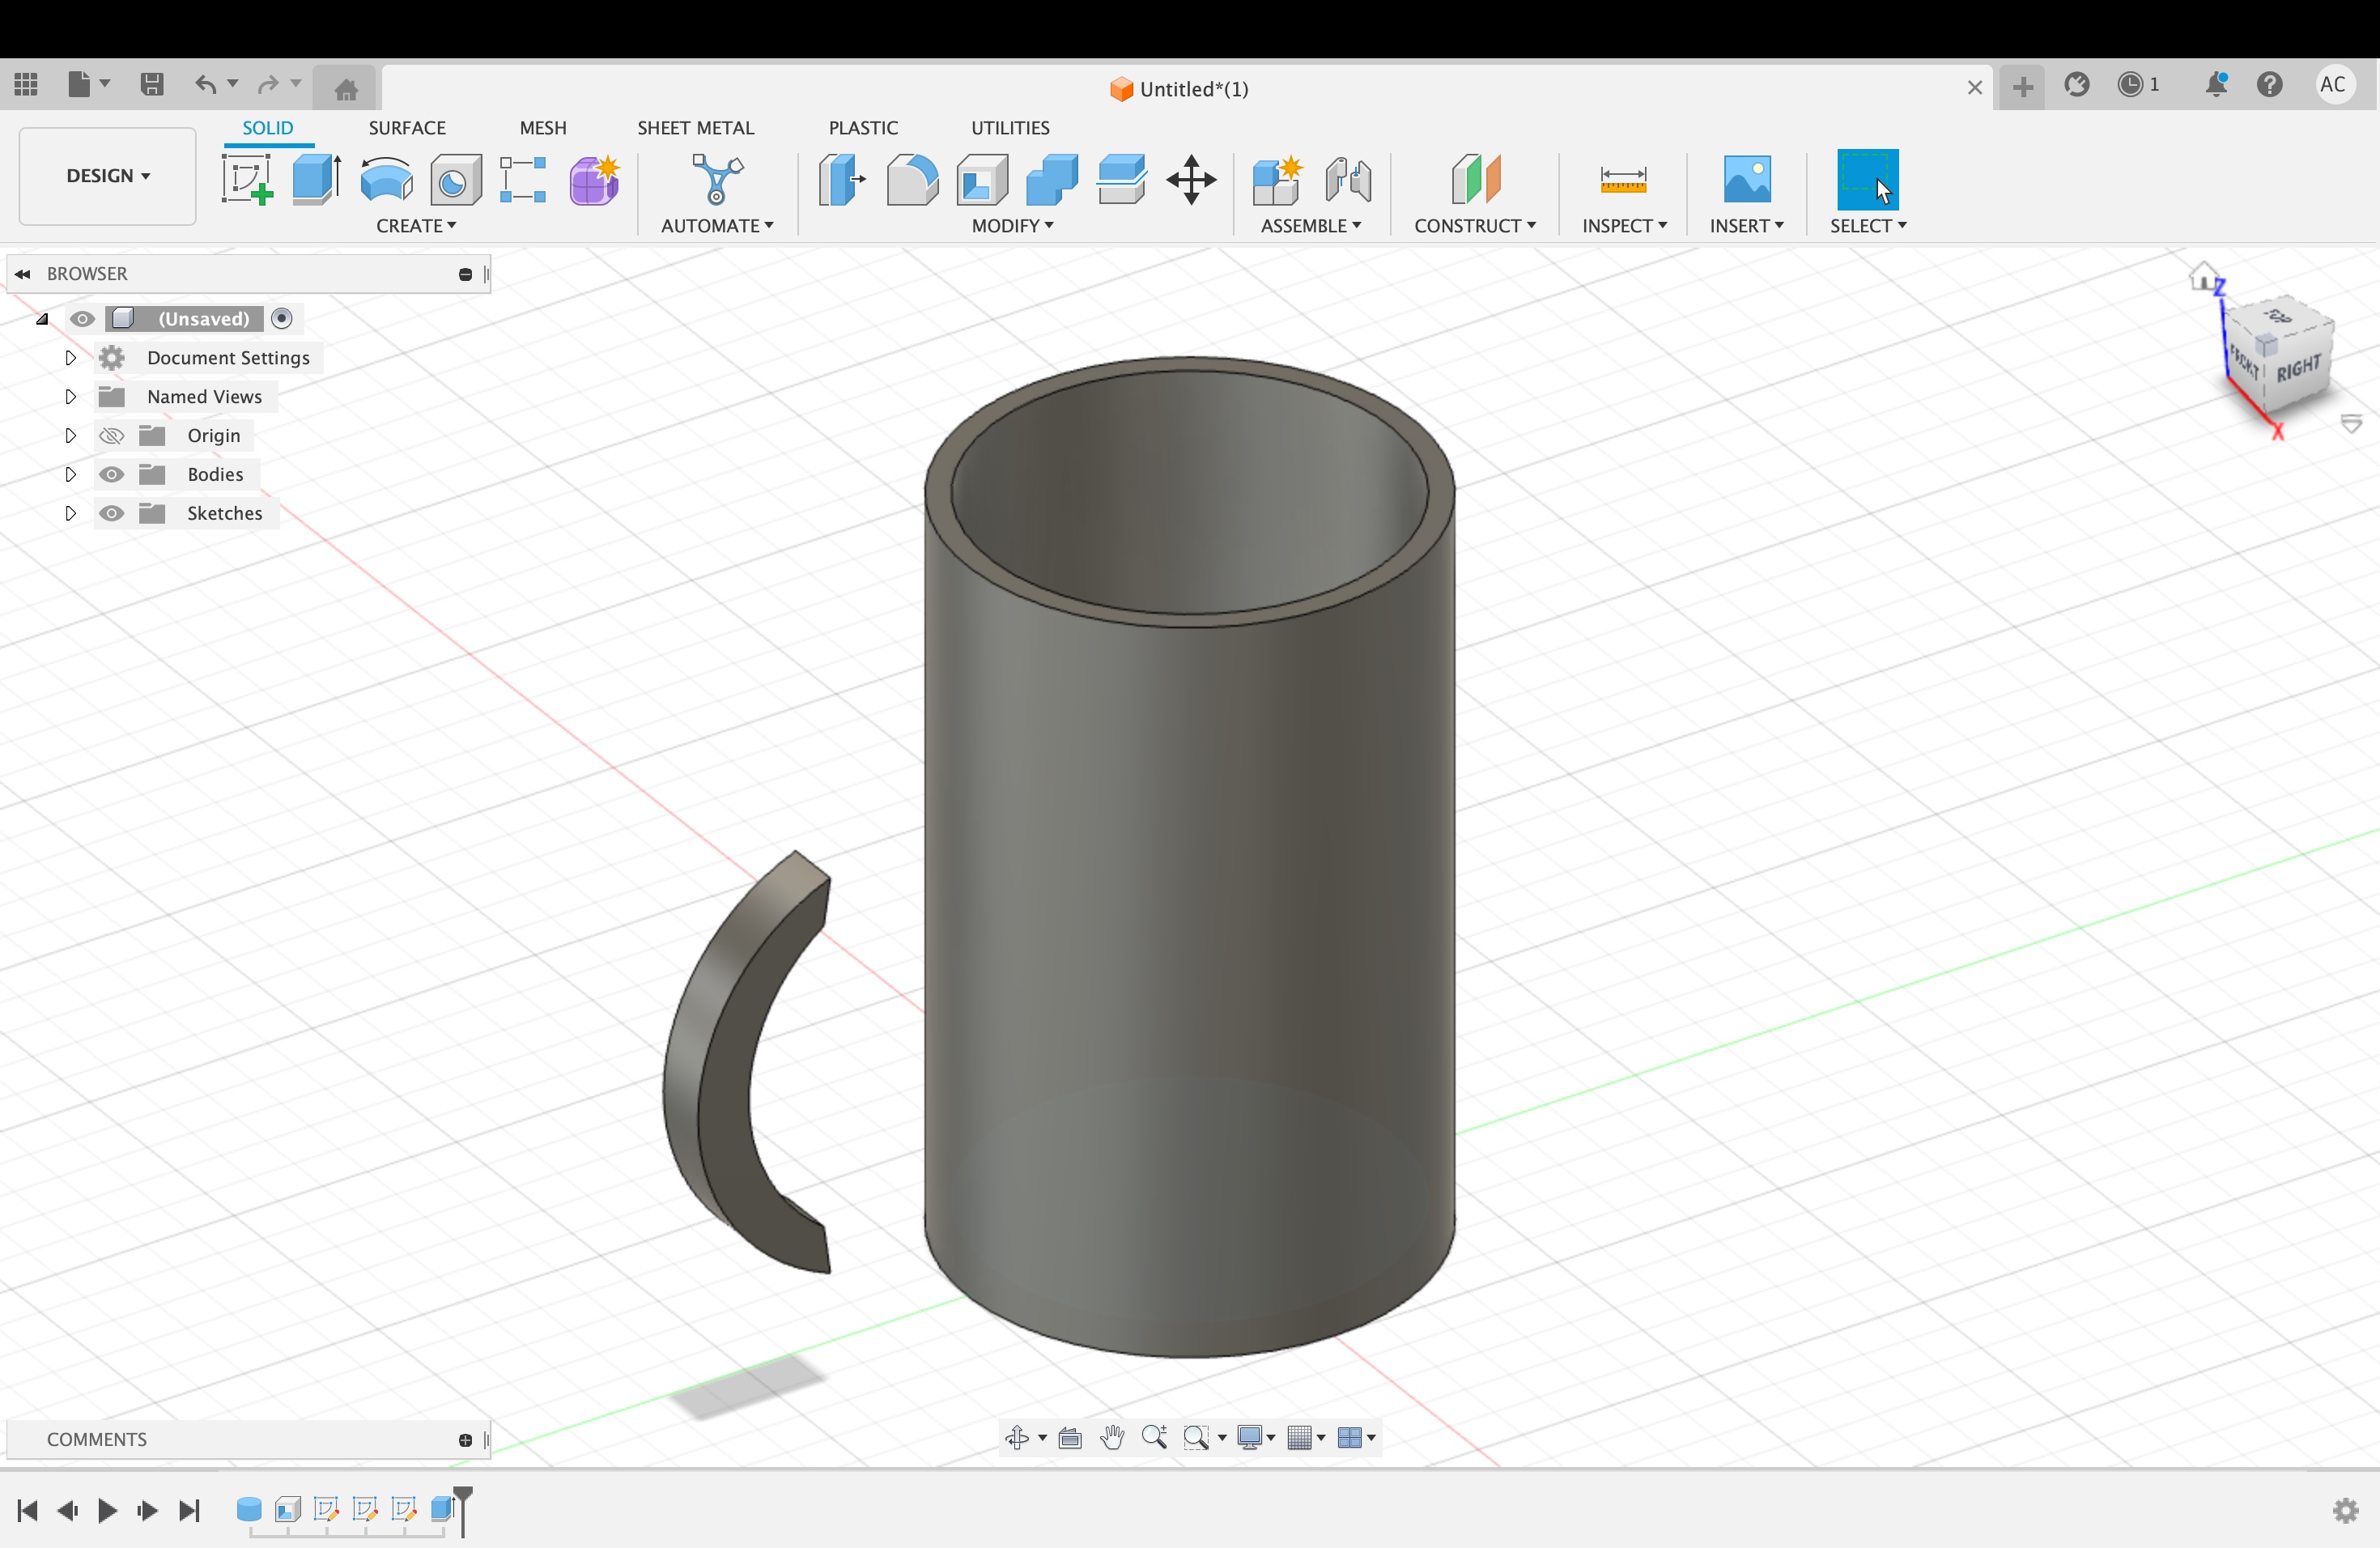 Untitled*(1)
1
AC
DESIGN
SOLID
SURFACE
MESH
SHEET METAL
PLASTIC
UTILITIES
CREATE
AUTOMATE
MODIFY
ASSEMBLE
CONSTRUCT
INSPECT
INSERT
SELECT
BROWSER
(Unsaved)
Document Settings
Named Views
Origin
Bodies
Sketches
Z
TOP
FRONT
RIGHT
X
COMMENTS